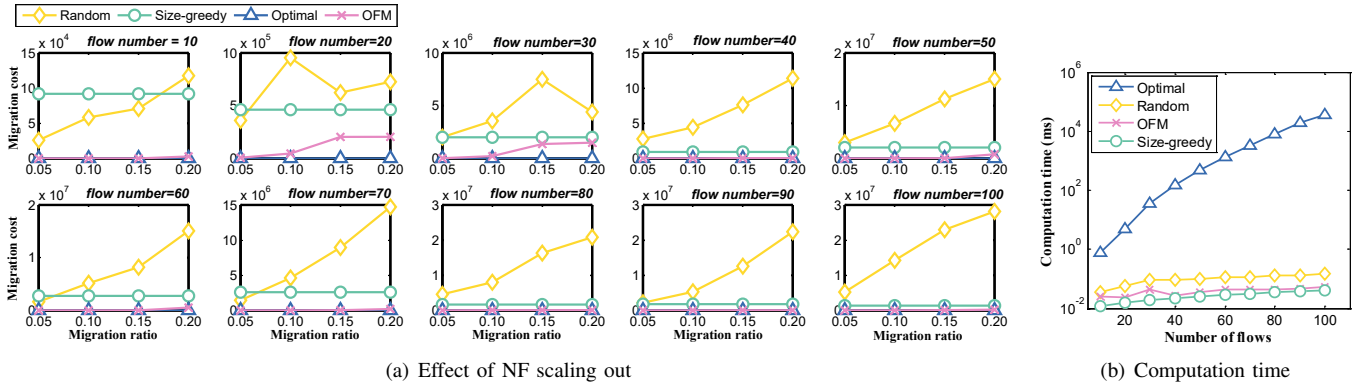 Random Size-greedy Optimal OFM
x 10^4 flow number = 10
x 10^5 flow number=20
x 10^6 flow number=30
x 10^6 flow number=40
x 10^7 flow number=50
15
10
5
0
Migration cost
0.05 0.10 0.15 0.20
10
5
0
0.05 0.10 0.15 0.20
10
5
0
0.05 0.10 0.15 0.20
15
10
5
0
0.05 0.10 0.15 0.20
2
1
0
0.05 0.10 0.15 0.20
x 10^7 flow number=60
x 10^6 flow number=70
x 10^7 flow number=80
x 10^7 flow number=90
x 10^7 flow number=100
2
1
0
Migration cost
0.05 0.10 0.15 0.20
Migration ratio
15
10
5
0
0.05 0.10 0.15 0.20
Migration ratio
3
2
1
0
0.05 0.10 0.15 0.20
Migration ratio
3
2
1
0
0.05 0.10 0.15 0.20
Migration ratio
3
2
1
0
0.05 0.10 0.15 0.20
Migration ratio
(a) Effect of NF scaling out
Computation time (ms)
10^6
10^4
10^2
10^0
10^-2
Optimal
Random
OFM
Size-greedy
20 40 60 80 100
Number of flows
(b) Computation time